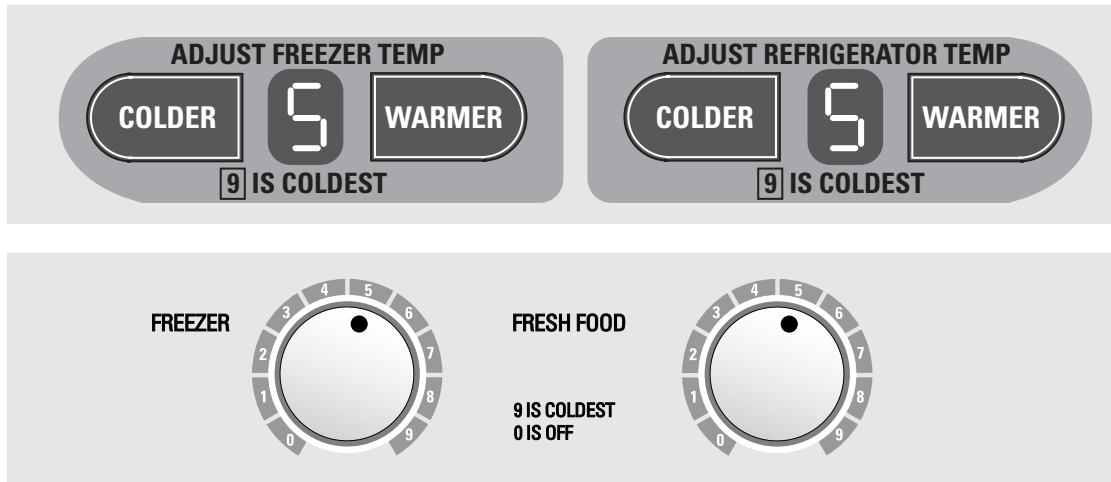 ADJUST FREEZER TEMP
COLDER 5 WARMER
9 IS COLDEST
ADJUST REFRIGERATOR TEMP
COLDER 5 WARMER
9 IS COLDEST
FREEZER
0 1 2 3 4 5 6 7 8 9
FRESH FOOD
9 IS COLDEST
0 IS OFF
0 1 2 3 4 5 6 7 8 9